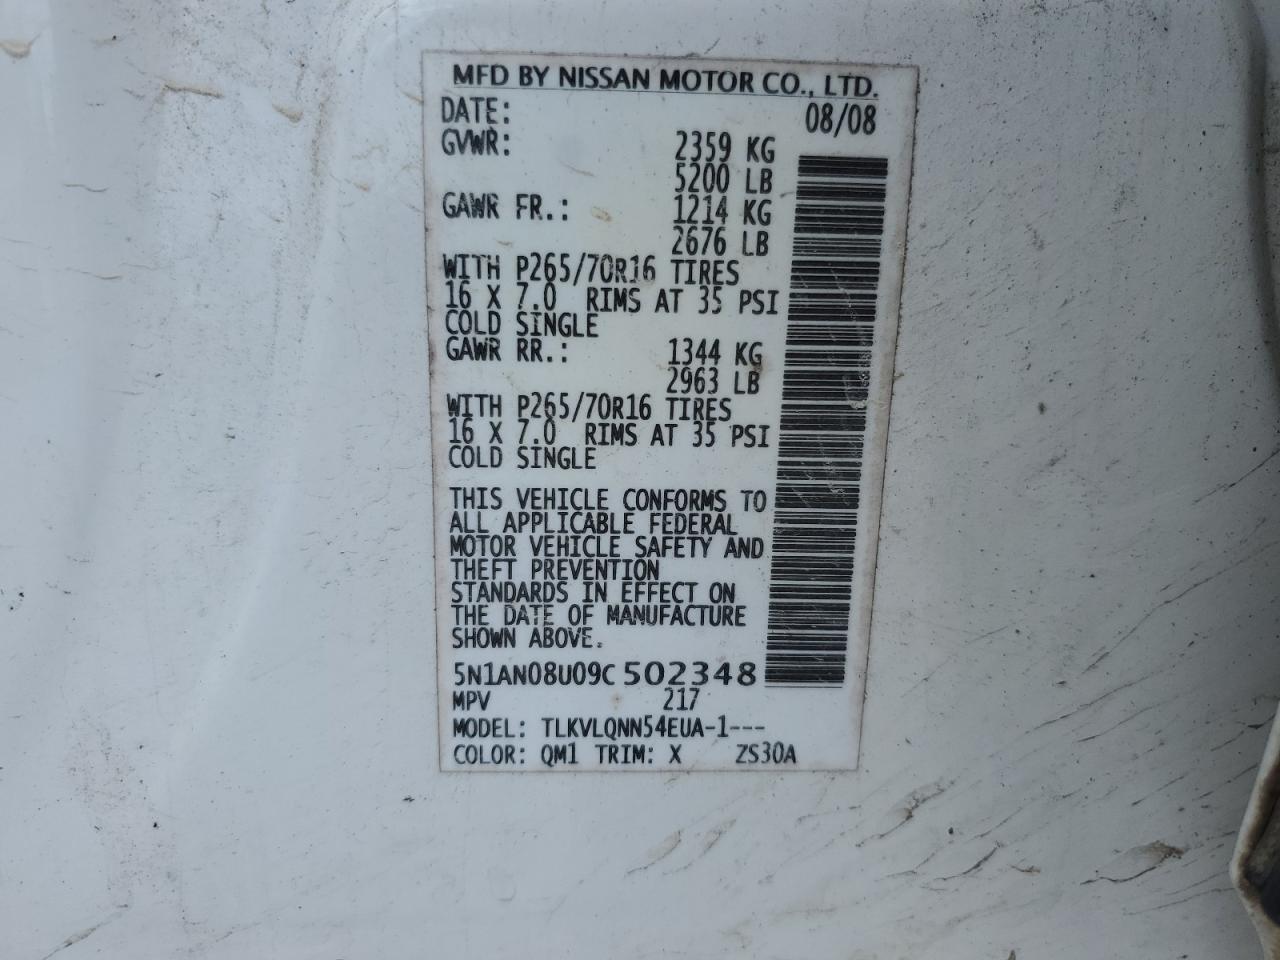 MFD BY NISSAN MOTOR CO., LTD.
DATE: 08/08
GVWR: 2359 KG
5200 LB
GAWR FR.: 1214 KG
2676 LB
WITH P265/70R16 TIRES
16 X 7.0 RIMS AT 35 PSI
COLD SINGLE
GAWR RR.: 1344 KG
2963 LB
WITH P265/70R16 TIRES
16 X 7.0 RIMS AT 35 PSI
COLD SINGLE
THIS VEHICLE CONFORMS TO
ALL APPLICABLE FEDERAL
MOTOR VEHICLE SAFETY AND
THEFT PREVENTION
STANDARDS IN EFFECT ON
THE DATE OF MANUFACTURE
SHOWN ABOVE.
5N1AN08U09C502348
MPV 217
MODEL: TLKVLQNN54EUA-1---
COLOR: QM1 TRIM: X ZS30A